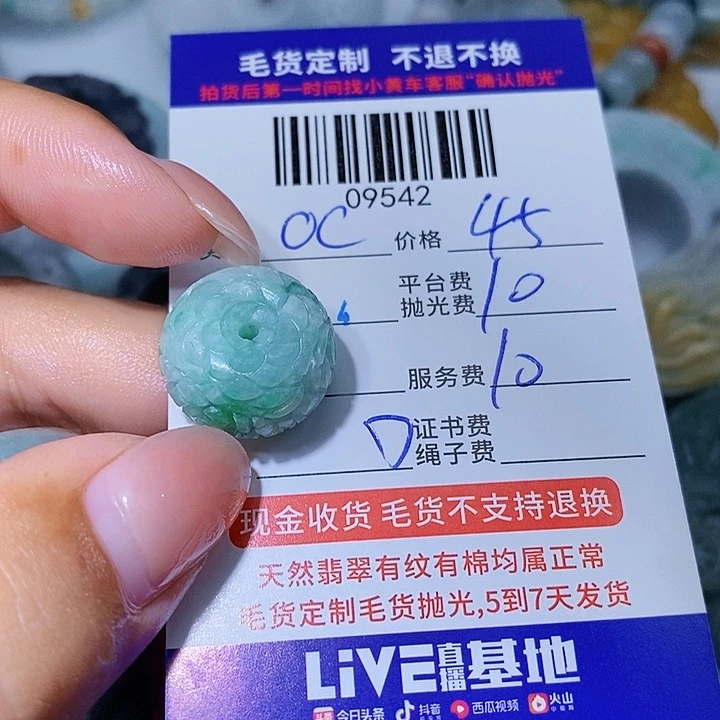 毛货定制 不退不换
拍货后第一时间找小黄车客服“确认抛光”
09542
OC 价格 45
平台费
抛光费 10
服务费 10
D 证书费
绳子费
现金收货 毛货不支持退换
天然翡翠有纹有棉均属正常
毛货定制毛货抛光,5到7天发货
LiVE直播基地
今日头条 抖音 西瓜视频 火山